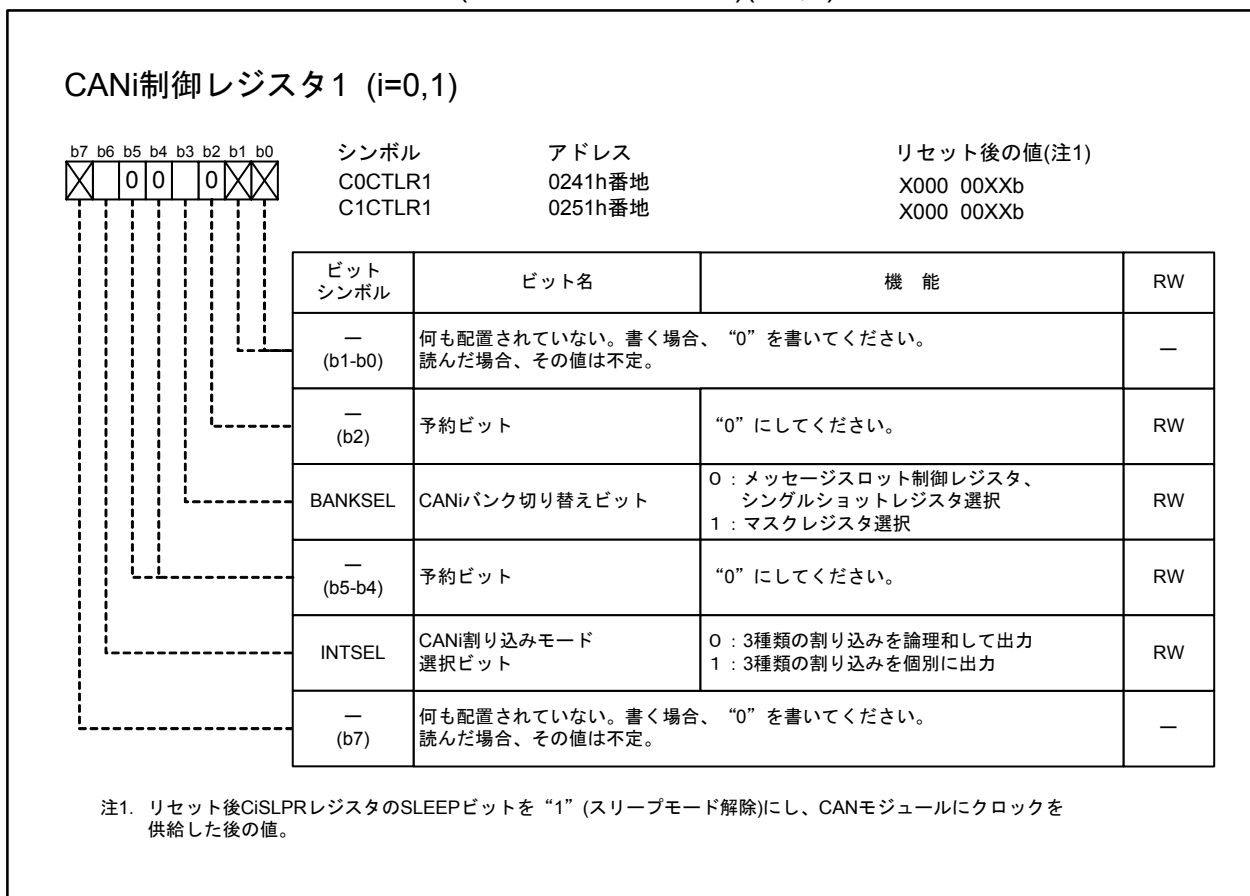 CANi制御レジスタ1 (i=0,1)
b7 b6 b5 b4 b3 b2 b1 b0
0 0 0
シンボル アドレス リセット後の値(注1)
C0CTLR1 0241h番地 X000 00XXb
C1CTLR1 0251h番地 X000 00XXb
ビット
シンボル
ビット名
機 能
RW
—
(b1-b0)
何も配置されていない。書く場合、“0”を書いてください。
読んだ場合、その値は不定。
—
—
(b2)
予約ビット
“0”にしてください。
RW
BANKSEL
CANiバンク切り替えビット
0:メッセージスロット制御レジスタ、
シングルショットレジスタ選択
1:マスクレジスタ選択
RW
—
(b5-b4)
予約ビット
“0”にしてください。
RW
INTSEL
CANi割り込みモード
選択ビット
0:3種類の割り込みを論理和して出力
1:3種類の割り込みを個別に出力
RW
—
(b7)
何も配置されていない。書く場合、“0”を書いてください。
読んだ場合、その値は不定。
—
注1. リセット後CiSLPRレジスタのSLEEPビットを“1”(スリープモード解除)にし、CANモジュールにクロックを
供給した後の値。